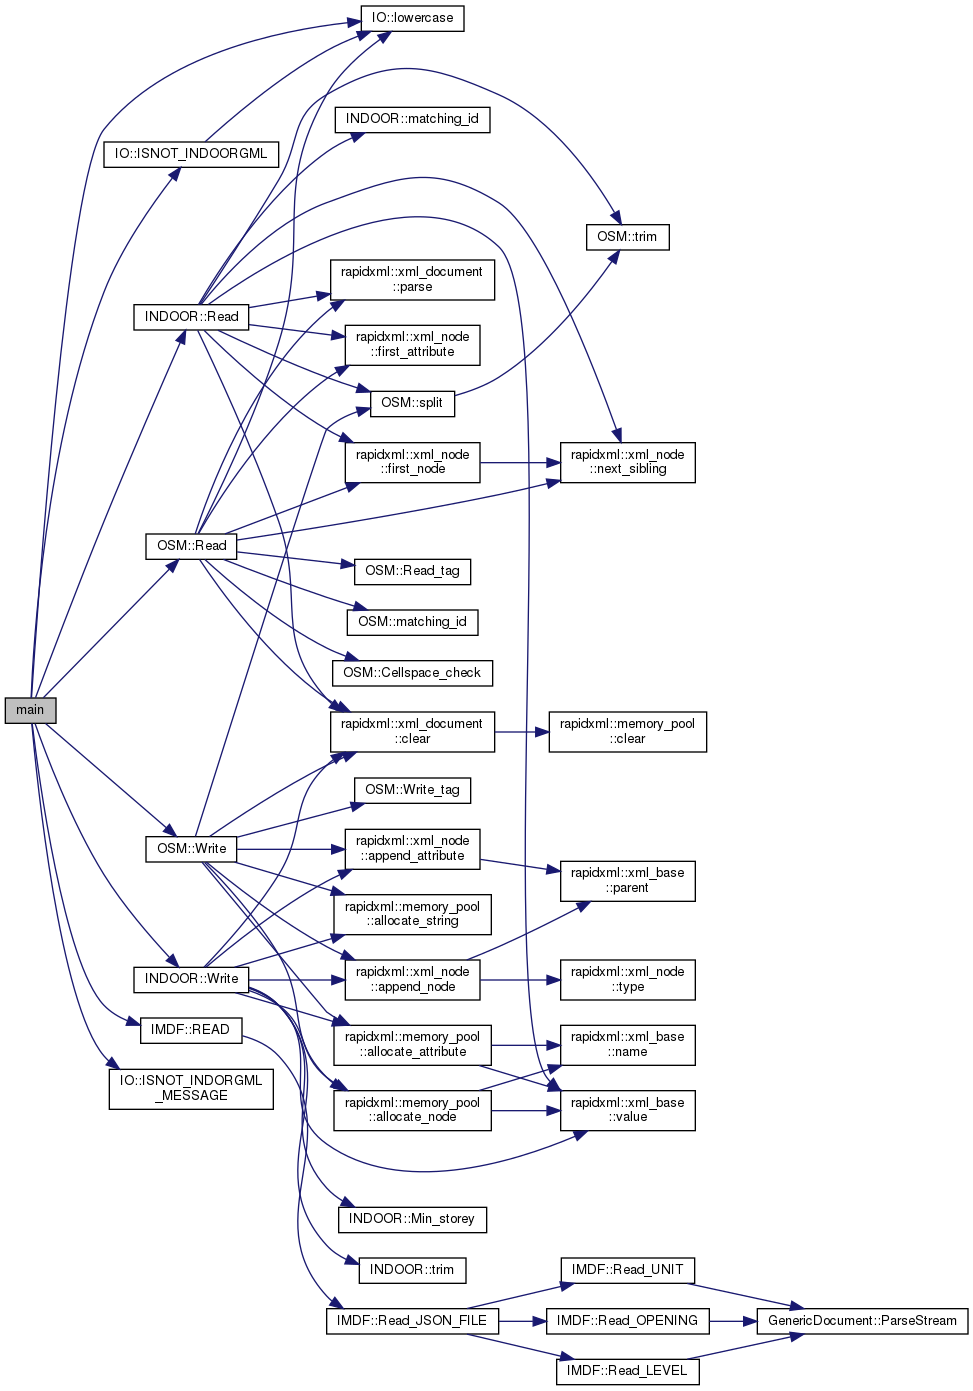 IO::lowercase
INDOOR::matching_id
IO::ISNOT_INDOORGML
OSM::trim
rapidxml::xml_document
::parse
INDOOR::Read
rapidxml::xml_node
::first_attribute
OSM::split
rapidxml::xml_node
::first_node
rapidxml::xml_node
::next_sibling
OSM::Read
OSM::Read_tag
OSM::matching_id
OSM::Cellspace_check
main
rapidxml::xml_document
::clear
rapidxml::memory_pool
::clear
OSM::Write_tag
OSM::Write
rapidxml::xml_node
::append_attribute
rapidxml::xml_base
::parent
rapidxml::memory_pool
::allocate_string
INDOOR::Write
rapidxml::xml_node
::append_node
rapidxml::xml_node
::type
IMDF::READ
rapidxml::memory_pool
::allocate_attribute
rapidxml::xml_base
::name
IO::ISNOT_INDORGML
_MESSAGE
rapidxml::memory_pool
::allocate_node
rapidxml::xml_base
::value
INDOOR::Min_storey
INDOOR::trim
IMDF::Read_UNIT
IMDF::Read_JSON_FILE
IMDF::Read_OPENING
GenericDocument::ParseStream
IMDF::Read_LEVEL